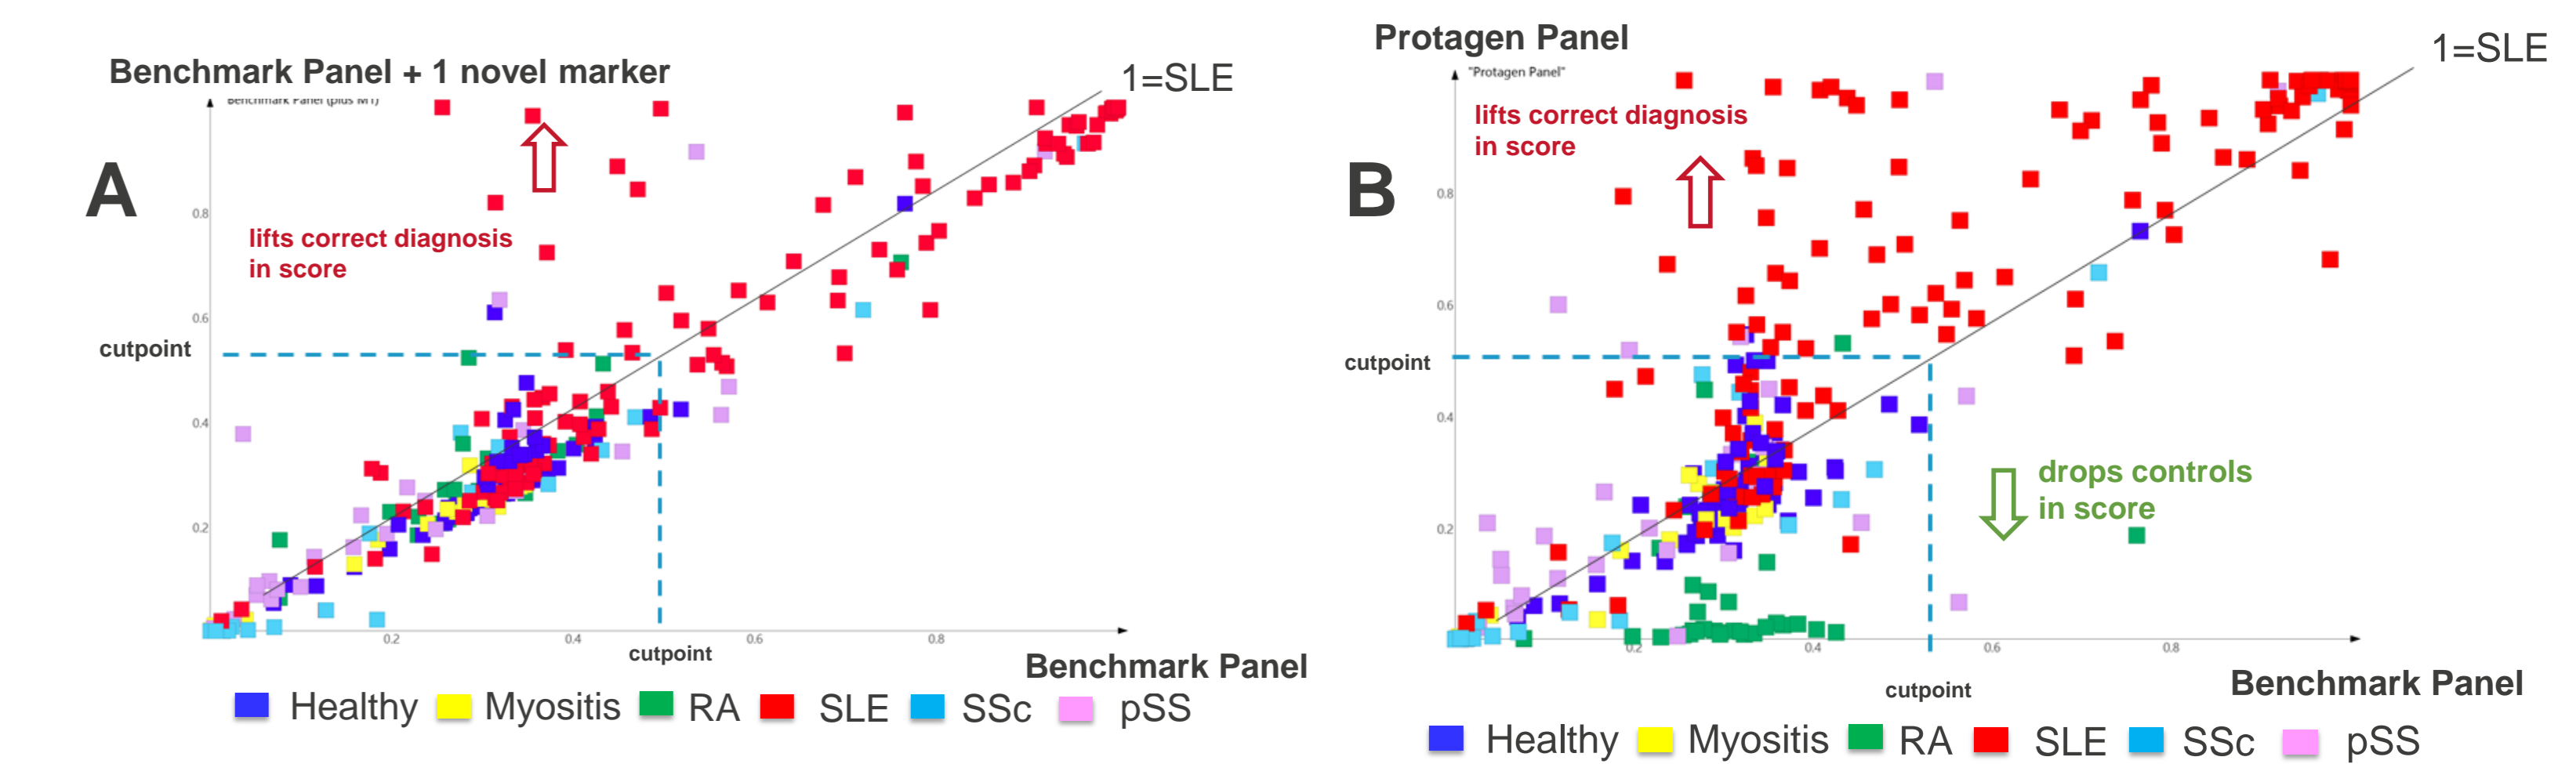 Benchmark Panel + 1 novel marker
Benchmark Panel (plus M1)
1=SLE
A
lifts correct diagnosis
in score
0.8
0.6
cutpoint
0.4
0.2
0.2
0.4
0.6
0.8
cutpoint
Benchmark Panel
Healthy
Myositis
RA
SLE
SSc
pSS
Protagen Panel
"Protagen Panel"
1=SLE
B
lifts correct diagnosis
in score
0.8
0.6
cutpoint
0.4
0.2
drops controls
in score
0.2
0.4
0.6
0.8
cutpoint
Benchmark Panel
Healthy
Myositis
RA
SLE
SSc
pSS